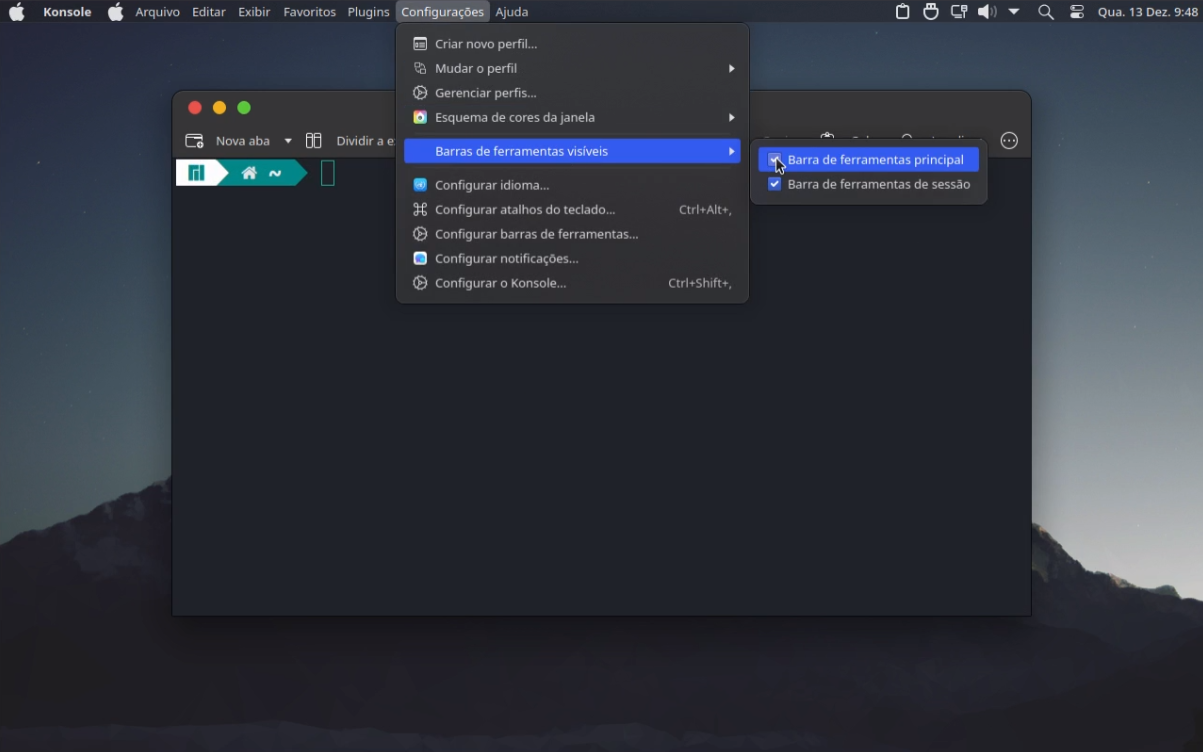 Konsole Arquivo Editar Exibir Favoritos Plugins Configurações Ajuda Qua. 13 Dez. 9:48
Criar novo perfil...
Mudar o perfil
Gerenciar perfis...
Esquema de cores da janela
Nova aba Dividir a e
Barras de ferramentas visíveis
Barra de ferramentas principal
~
Configurar idioma...
Barra de ferramentas de sessão
Configurar atalhos do teclado... Ctrl+Alt+,
Configurar barras de ferramentas...
Configurar notificações...
Configurar o Konsole... Ctrl+Shift+,